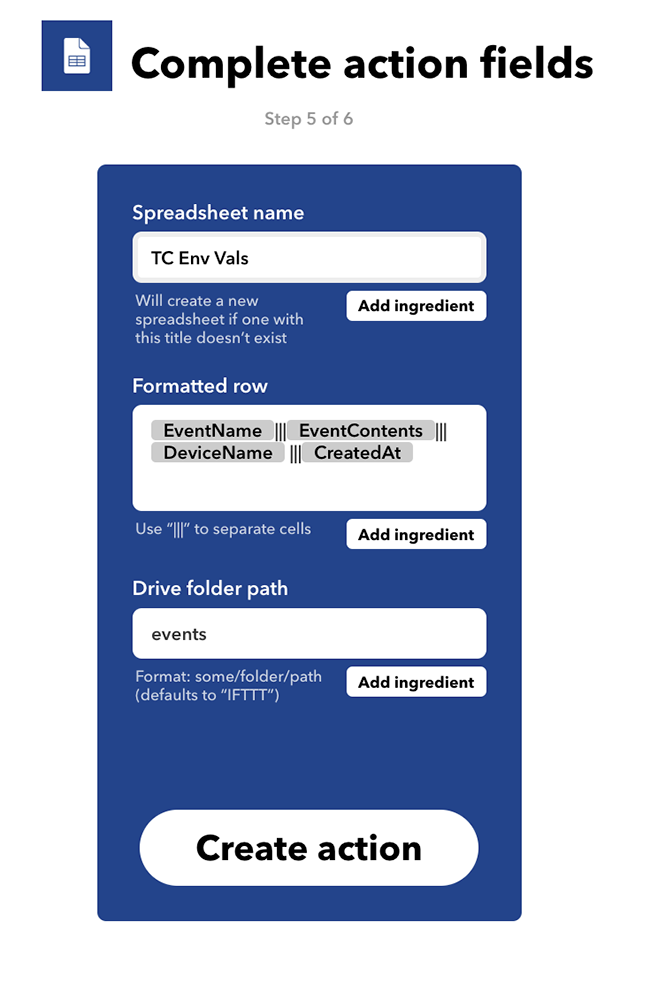 Complete action fields
Step 5 of 6
Spreadsheet name
TC Env Vals
Will create a new
spreadsheet if one with
this title doesn’t exist
Add ingredient
Formatted row
EventName ||| EventContents |||
DeviceName ||| CreatedAt
Use “|||” to separate cells
Add ingredient
Drive folder path
events
Format: some/folder/path
(defaults to “IFTTT”)
Add ingredient
Create action